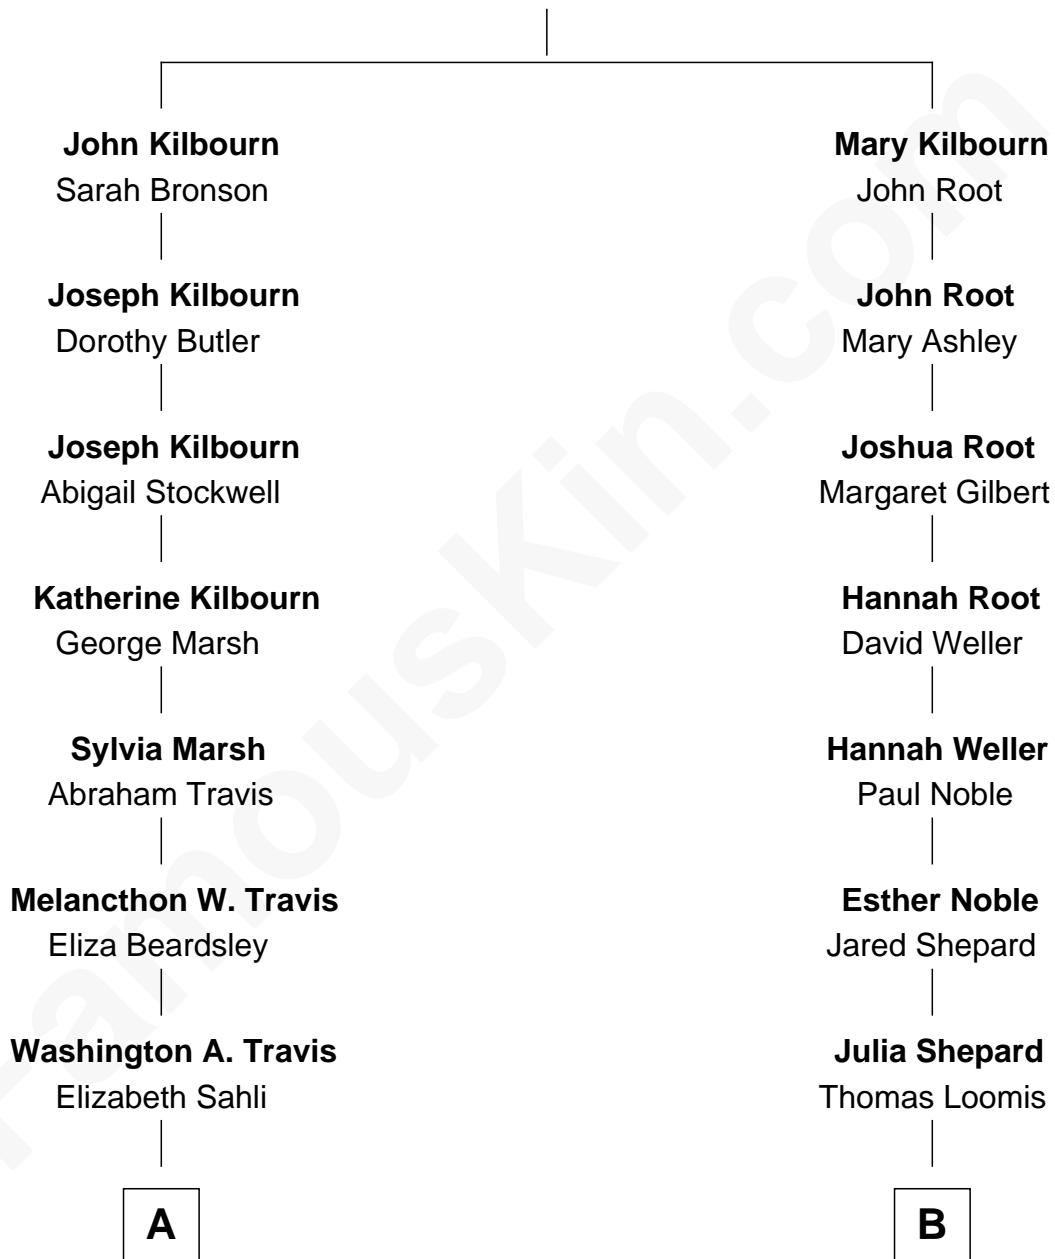 John Kilbourn
Sarah Bronson
Joseph Kilbourn
Dorothy Butler
Joseph Kilbourn
Abigail Stockwell
Katherine Kilbourn
George Marsh
Sylvia Marsh
Abraham Travis
Melancthon W. Travis
Eliza Beardsley
Washington A. Travis
Elizabeth Sahli
A
Mary Kilbourn
John Root
John Root
Mary Ashley
Joshua Root
Margaret Gilbert
Hannah Root
David Weller
Hannah Weller
Paul Noble
Esther Noble
Jared Shepard
Julia Shepard
Thomas Loomis
B
FamousKin.com